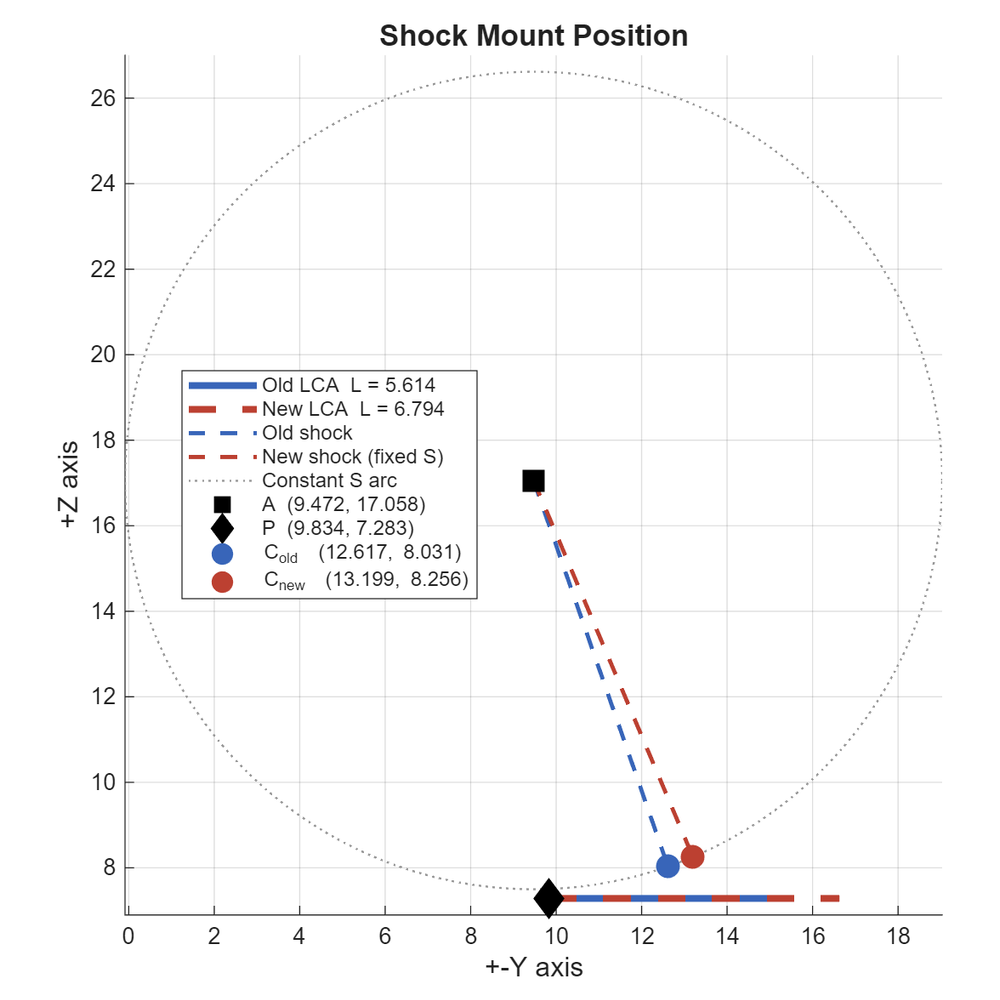 Shock Mount Position
26
24
22
20
18
16
14
12
10
8
+Z axis
Old LCA L = 5.614
New LCA L = 6.794
Old shock
New shock (fixed S)
Constant S arc
A (9.472, 17.058)
P (9.834, 7.283)
Cold (12.617, 8.031)
Cnew (13.199, 8.256)
0 2 4 6 8 10 12 14 16 18
+-Y axis